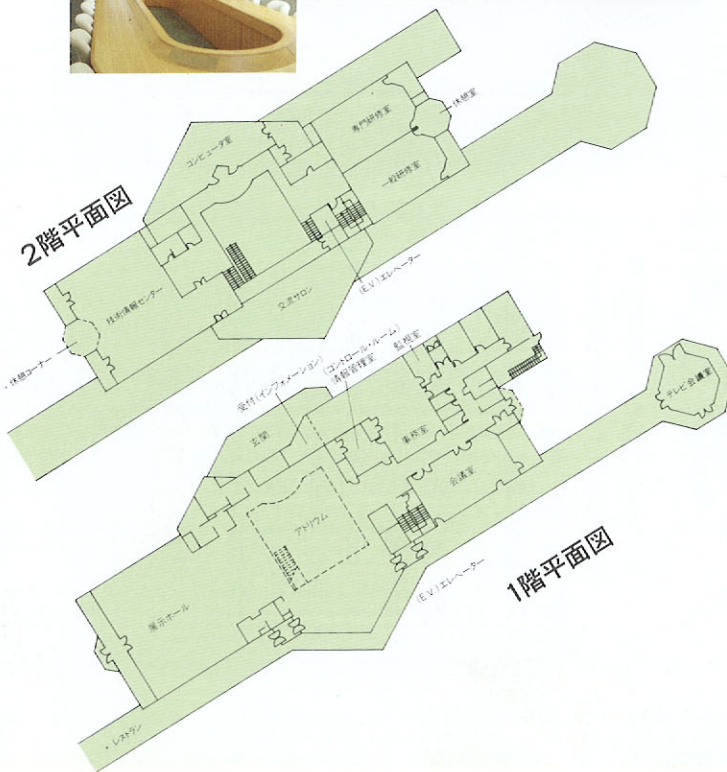 2階平面図
コンピュータ室
専門研修室
休憩室
一般研修室
技術情報センター
・休憩コーナー
交流サロン
(E.V.)エレベーター
受付(インフォメーション)
(コントロール・ルーム)
情報管理室
監視室
玄関
事務室
会議室
テレビ会議室
アトリウム
展示ホール
(E.V.)エレベーター
・レストラン
1階平面図